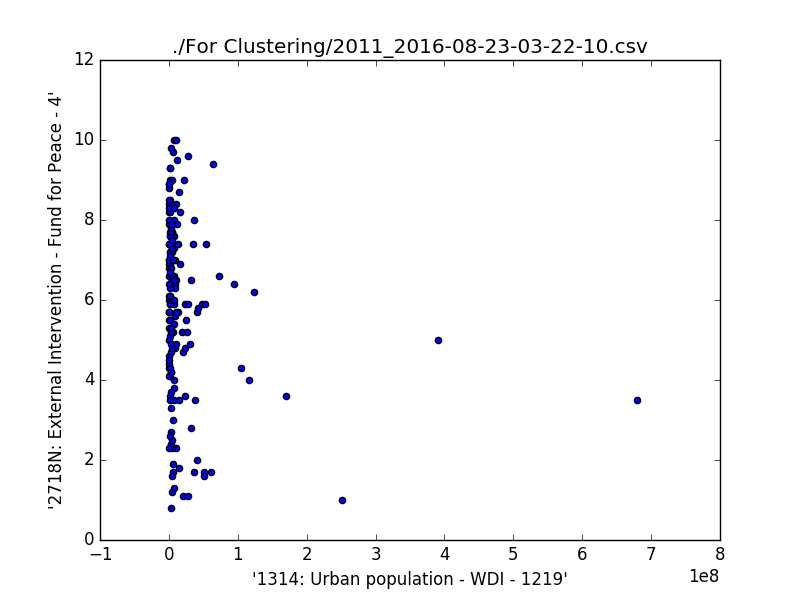 ./For Clustering/2011_2016-08-23-03-22-10.csv
'2718N: External Intervention - Fund for Peace - 4'
12
10
8
6
4
2
0
−1 0 1 2 3 4 5 6 7 8
1e8
'1314: Urban population - WDI - 1219'